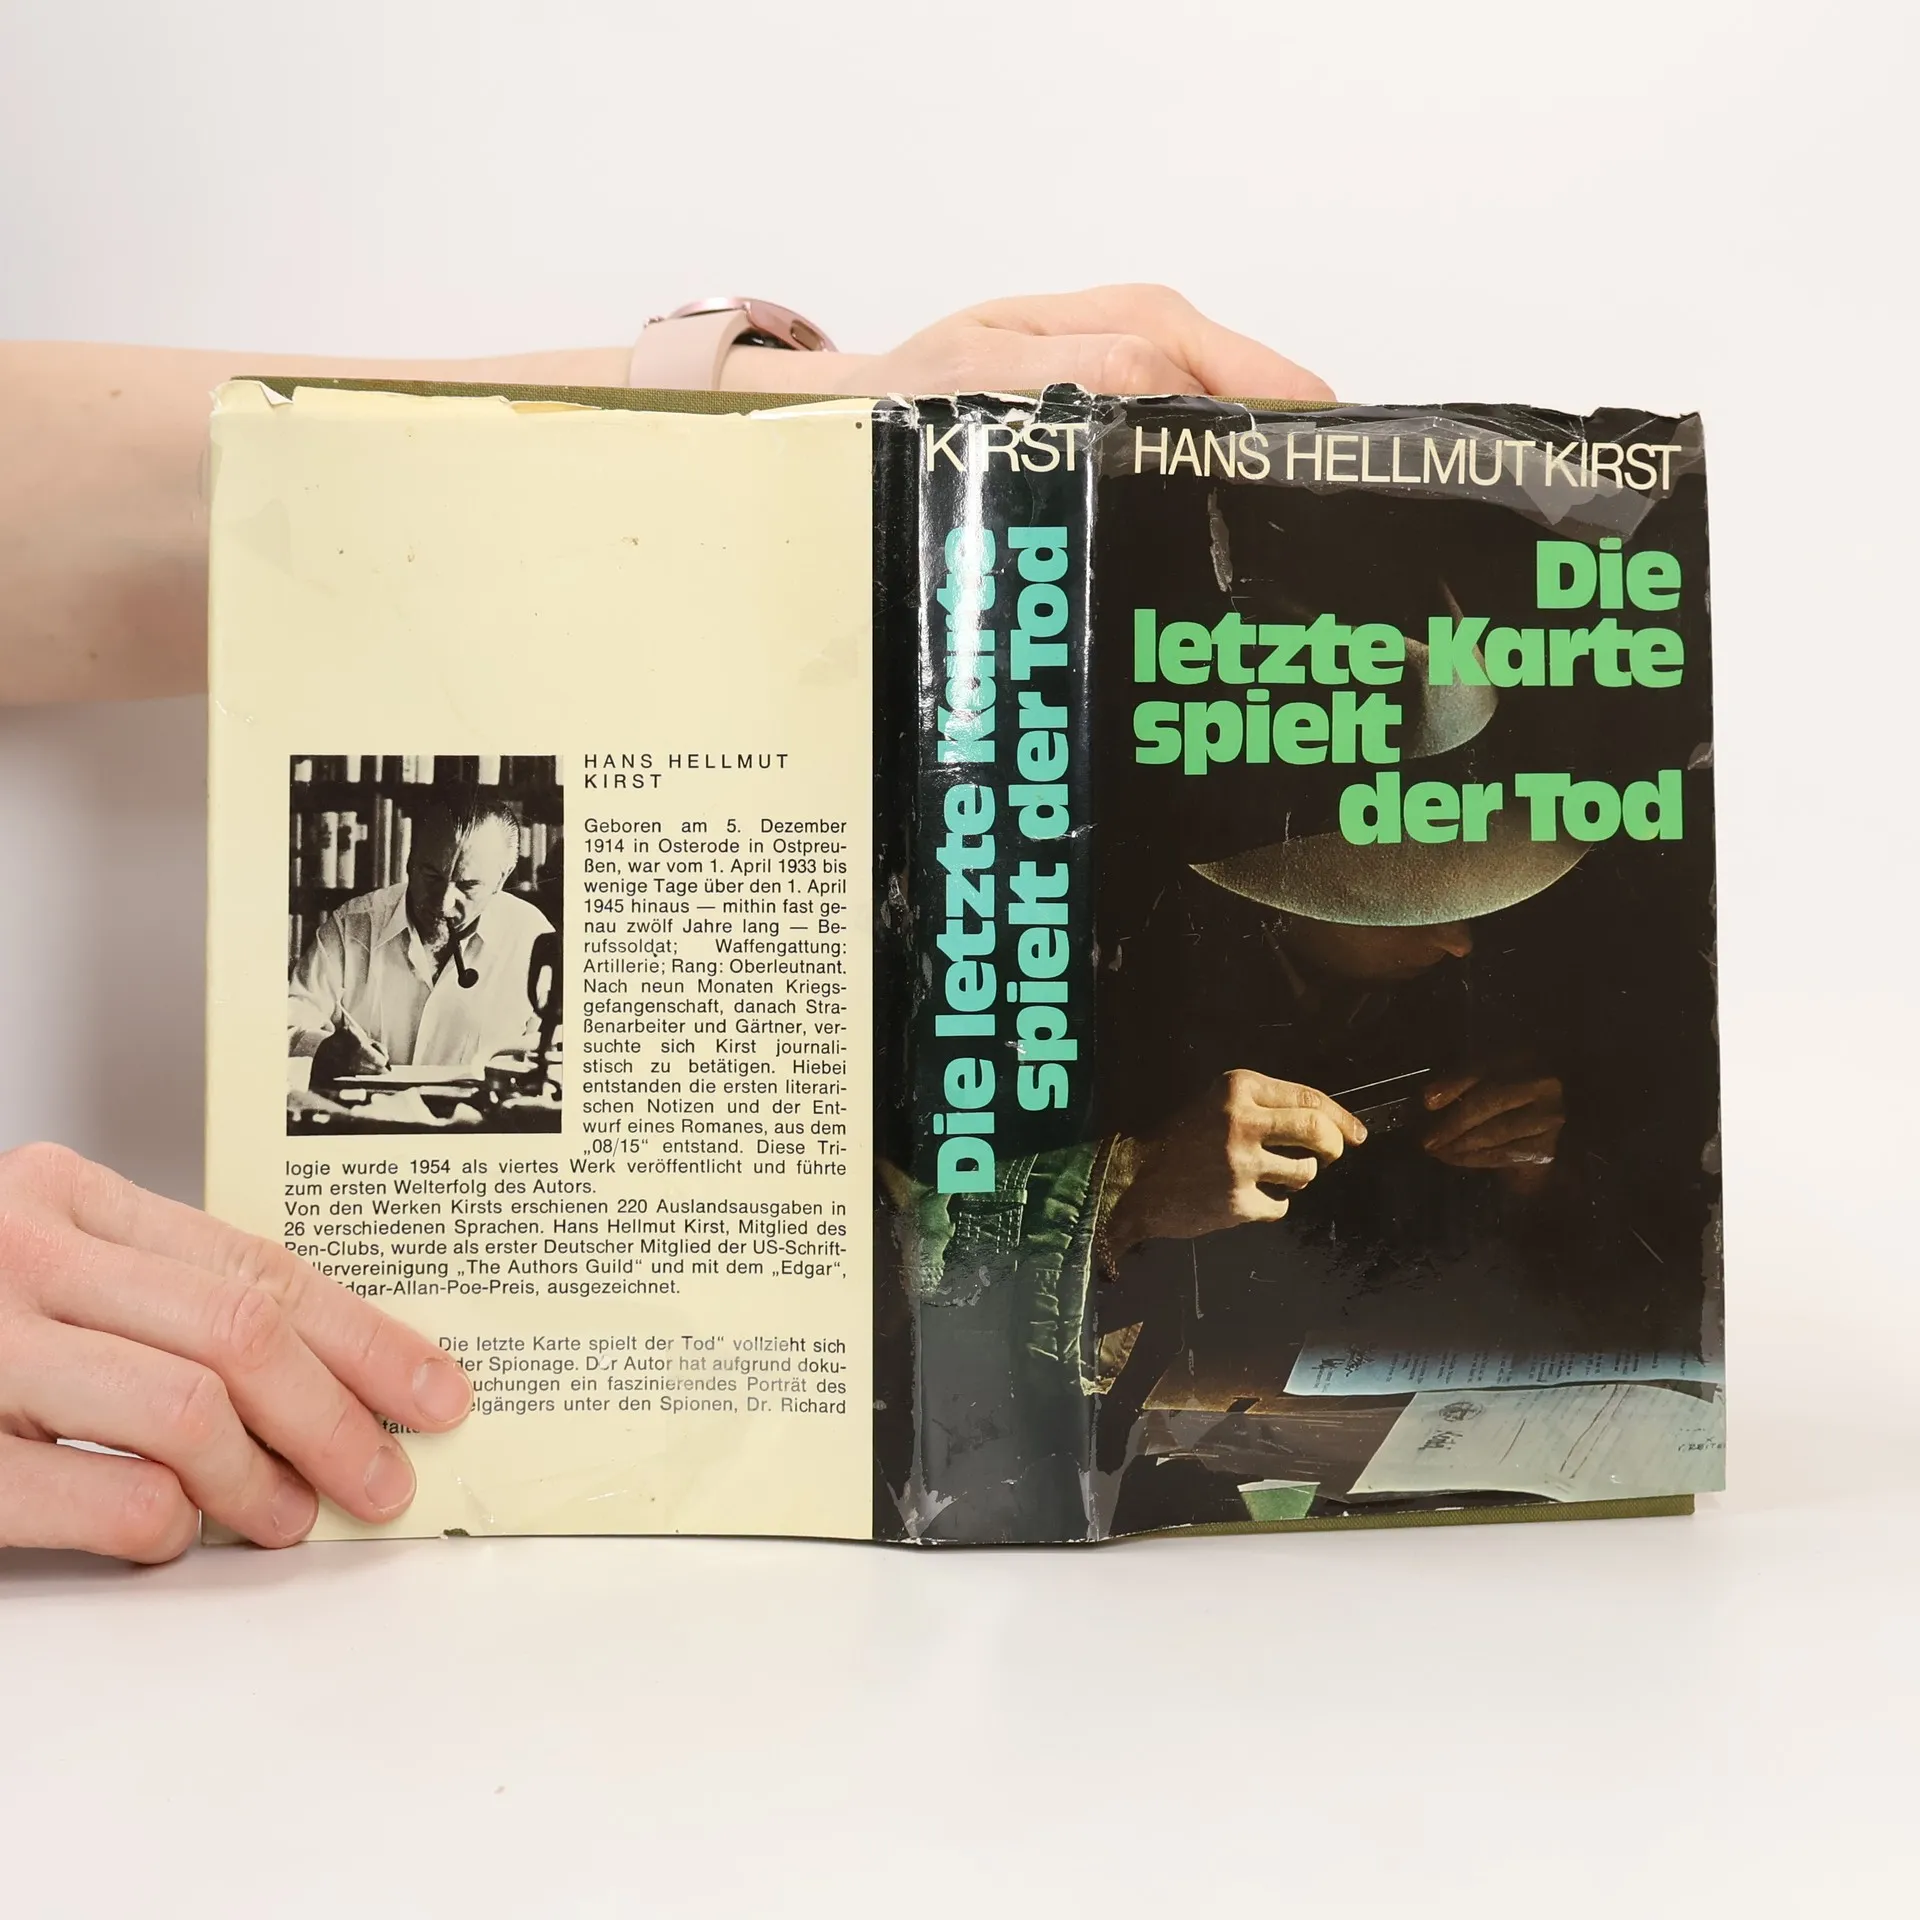 HANS HELLMUT
KIRST
Geboren am 5. Dezember
1914 in Osterode in Ostpreu-
ßen, war vom 1. April 1933 bis
wenige Tage über den 1. April
1945 hinaus — mithin fast ge-
nau zwölf Jahre lang — Be-
rufssoldat; Waffengattung:
Artillerie; Rang: Oberleutnant.
Nach neun Monaten Kriegs-
gefangenschaft, danach Stra-
ßenarbeiter und Gärtner, ver-
suchte sich Kirst journali-
stisch zu betätigen. Hiebei
entstanden die ersten literari-
schen Notizen und der Ent-
wurf eines Romanes, aus dem
„08/15“ entstand. Diese Tri-
logie wurde 1954 als viertes Werk veröffentlicht und führte
zum ersten Welterfolg des Autors.
Von den Werken Kirsts erschienen 220 Auslandsausgaben in
26 verschiedenen Sprachen. Hans Hellmut Kirst, Mitglied des
Pen-Clubs, wurde als erster Deutscher Mitglied der US-Schrift-
llervereinigung „The Authors Guild“ und mit dem „Edgar“,
dgar-Allan-Poe-Preis, ausgezeichnet.
Die letzte Karte spielt der Tod“ vollzieht sich
der Spionage. Der Autor hat aufgrund doku-
uchungen ein faszinierendes Porträt des
elgängers unter den Spionen, Dr. Richard
KIRST
Die letzte Karte
spielt der Tod
HANS HELLMUT KIRST
Die
letzte Karte
spielt
der Tod